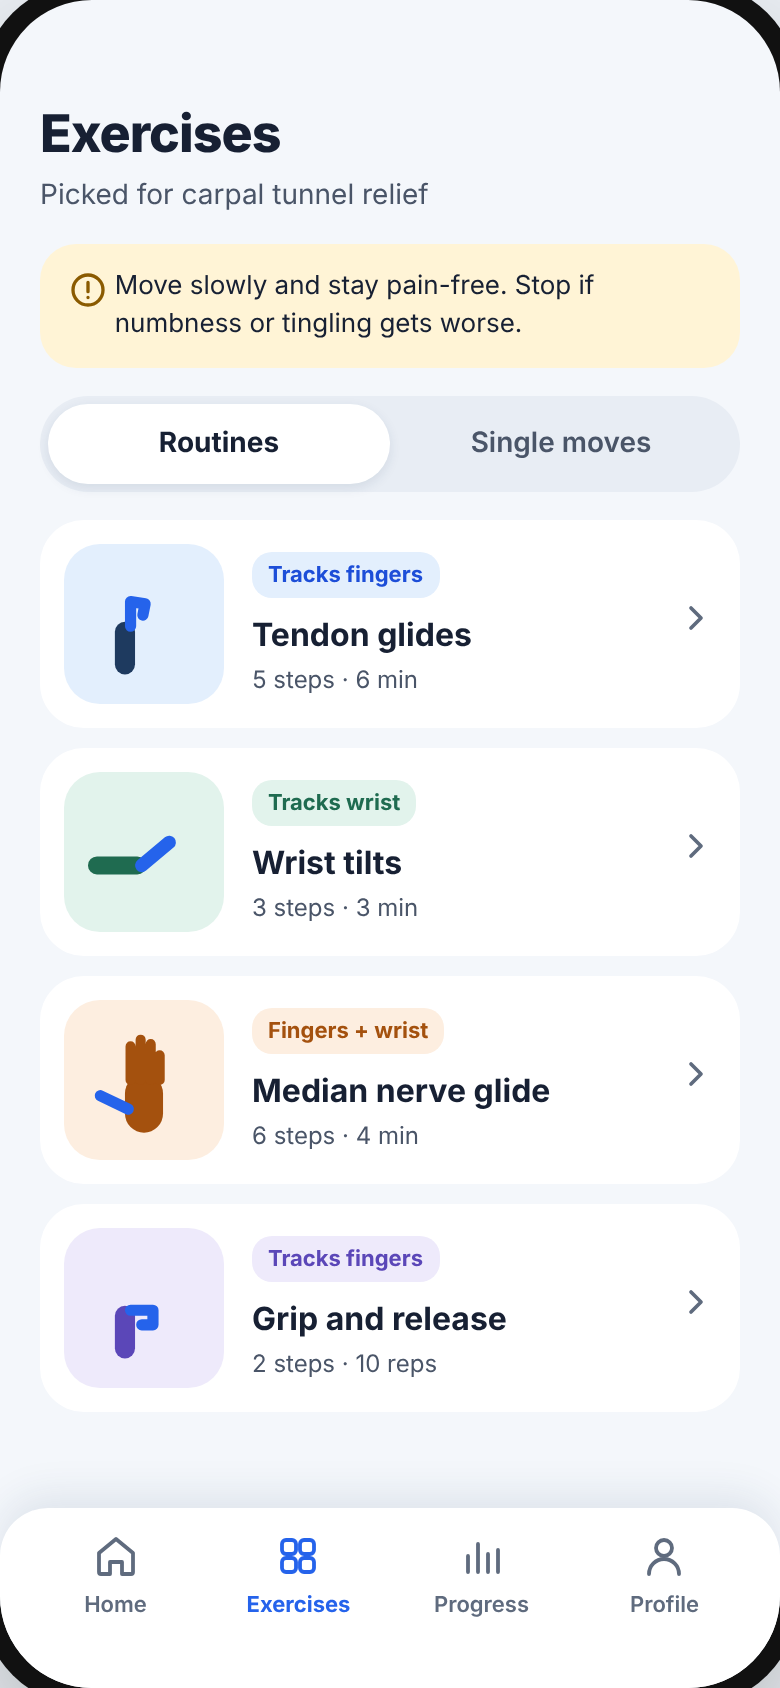 Exercises
Picked for carpal tunnel relief
Move slowly and stay pain-free. Stop if
numbness or tingling gets worse.
Routines
Single moves
Tracks fingers
Tendon glides
5 steps · 6 min
Tracks wrist
Wrist tilts
3 steps · 3 min
Fingers + wrist
Median nerve glide
6 steps · 4 min
Tracks fingers
Grip and release
2 steps · 10 reps
Home
Exercises
Progress
Profile